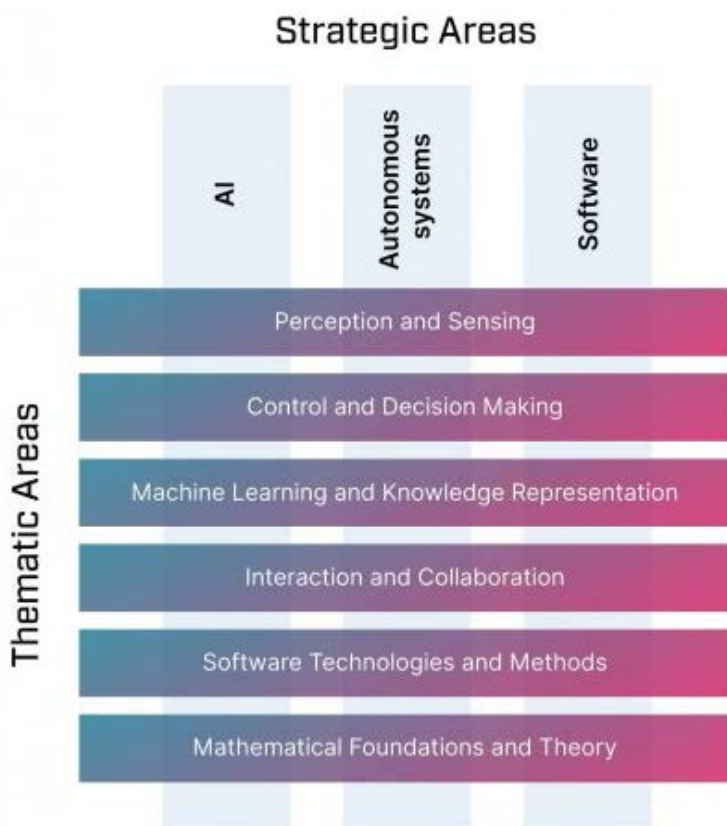 Strategic Areas
AI
Autonomous
systems
Software
Thematic Areas
Perception and Sensing
Control and Decision Making
Machine Learning and Knowledge Representation
Interaction and Collaboration
Software Technologies and Methods
Mathematical Foundations and Theory